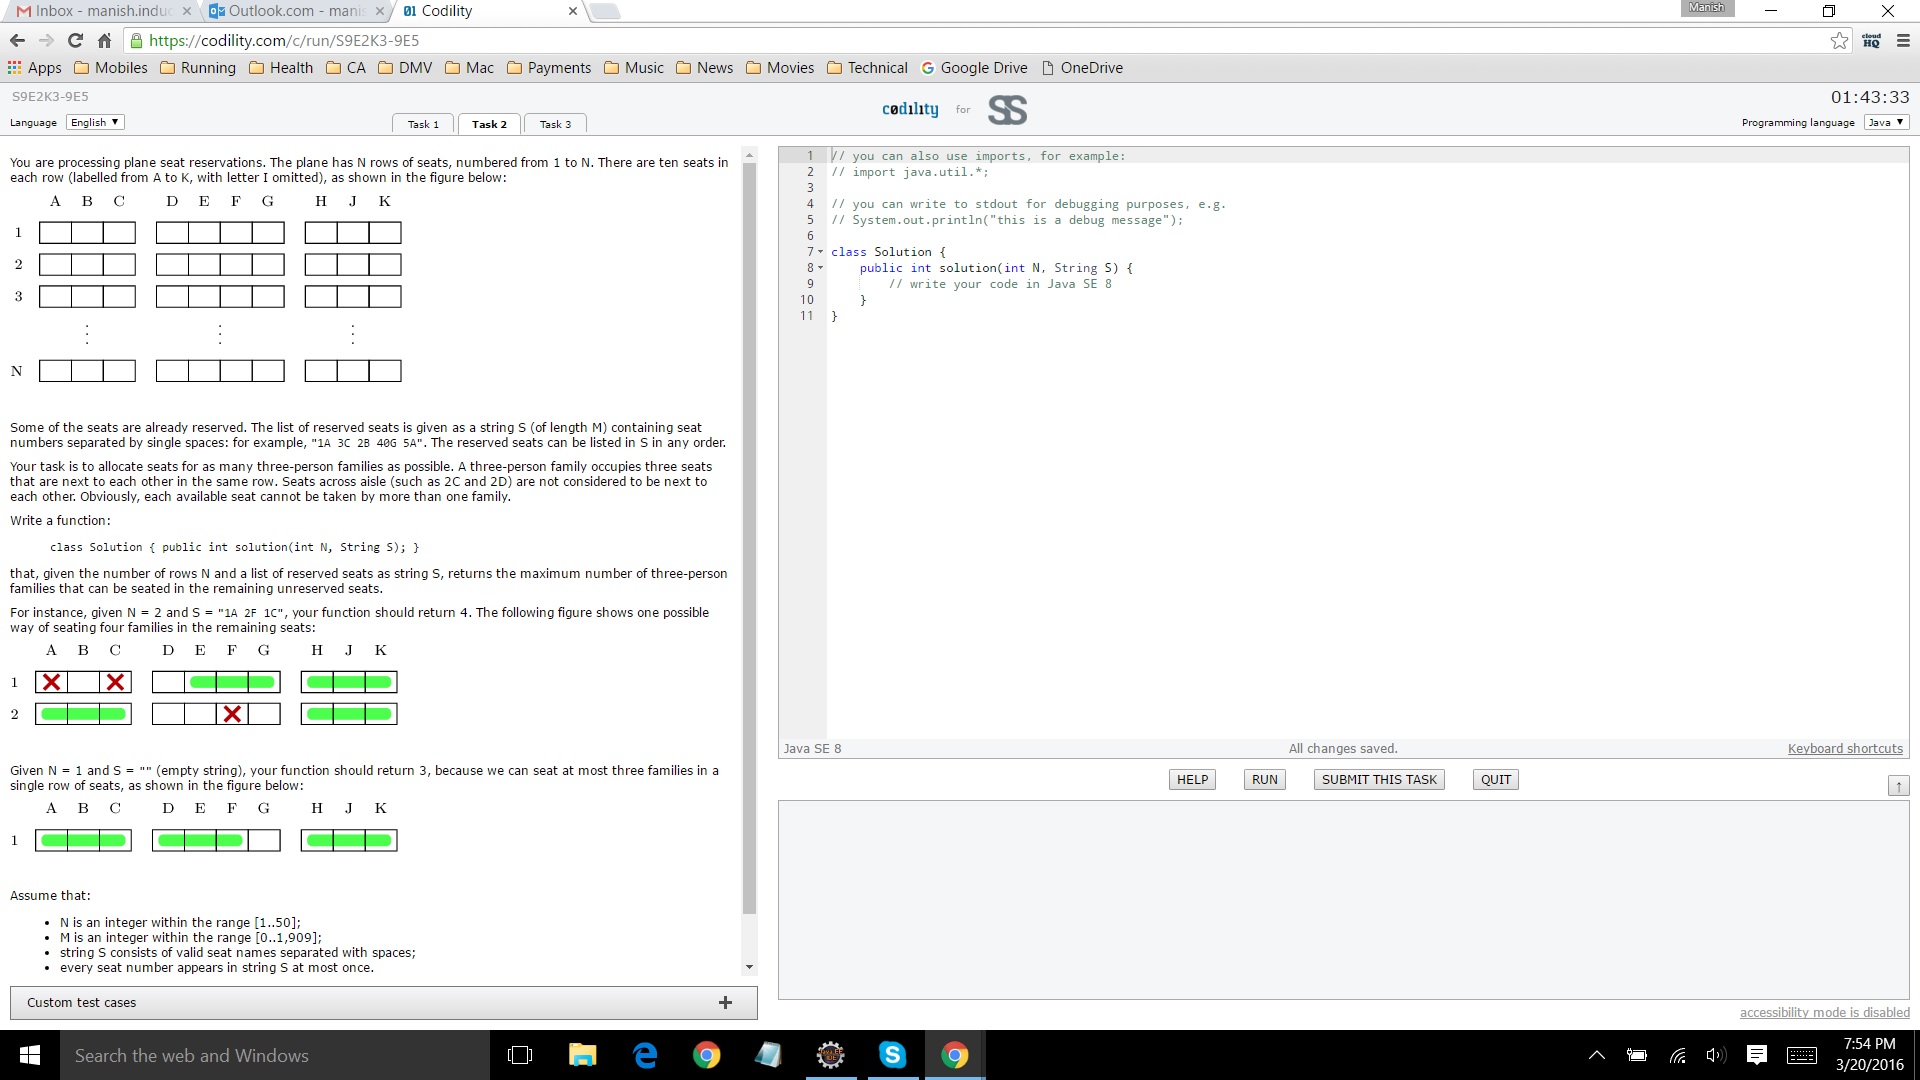 Inbox - manish.induc
Outlook.com - manis
Codility
Manish
https://codility.com/c/run/S9E2K3-9E5
cloud HQ
Apps Mobiles Running Health CA DMV Mac Payments Music News Movies Technical Google Drive OneDrive
S9E2K3-9E5
Language English
Task 1 Task 2 Task 3
codility for SS
01:43:33
Programming language Java
You are processing plane seat reservations. The plane has N rows of seats, numbered from 1 to N. There are ten seats in
each row (labelled from A to K, with letter I omitted), as shown in the figure below:
A B C D E F G H J K
1
2
3
N
Some of the seats are already reserved. The list of reserved seats is given as a string S (of length M) containing seat
numbers separated by single spaces: for example, "1A 3C 2B 40G 5A". The reserved seats can be listed in S in any order.
Your task is to allocate seats for as many three-person families as possible. A three-person family occupies three seats
that are next to each other in the same row. Seats across aisle (such as 2C and 2D) are not considered to be next to
each other. Obviously, each available seat cannot be taken by more than one family.
Write a function:
class Solution { public int solution(int N, String S); }
that, given the number of rows N and a list of reserved seats as string S, returns the maximum number of three-person
families that can be seated in the remaining unreserved seats.
For instance, given N = 2 and S = "1A 2F 1C", your function should return 4. The following figure shows one possible
way of seating four families in the remaining seats:
A B C D E F G H J K
1
2
Given N = 1 and S = "" (empty string), your function should return 3, because we can seat at most three families in a
single row of seats, as shown in the figure below:
A B C D E F G H J K
1
Assume that:
• N is an integer within the range [1..50];
• M is an integer within the range [0..1,909];
• string S consists of valid seat names separated with spaces;
• every seat number appears in string S at most once.
Custom test cases +
1 // you can also use imports, for example:
2 // import java.util.*;
3
4 // you can write to stdout for debugging purposes, e.g.
5 // System.out.println("this is a debug message");
6
7 class Solution {
8 public int solution(int N, String S) {
9 // write your code in Java SE 8
10 }
11 }
Java SE 8 All changes saved. Keyboard shortcuts
HELP RUN SUBMIT THIS TASK QUIT
accessibility mode is disabled
Search the web and Windows
7:54 PM
3/20/2016